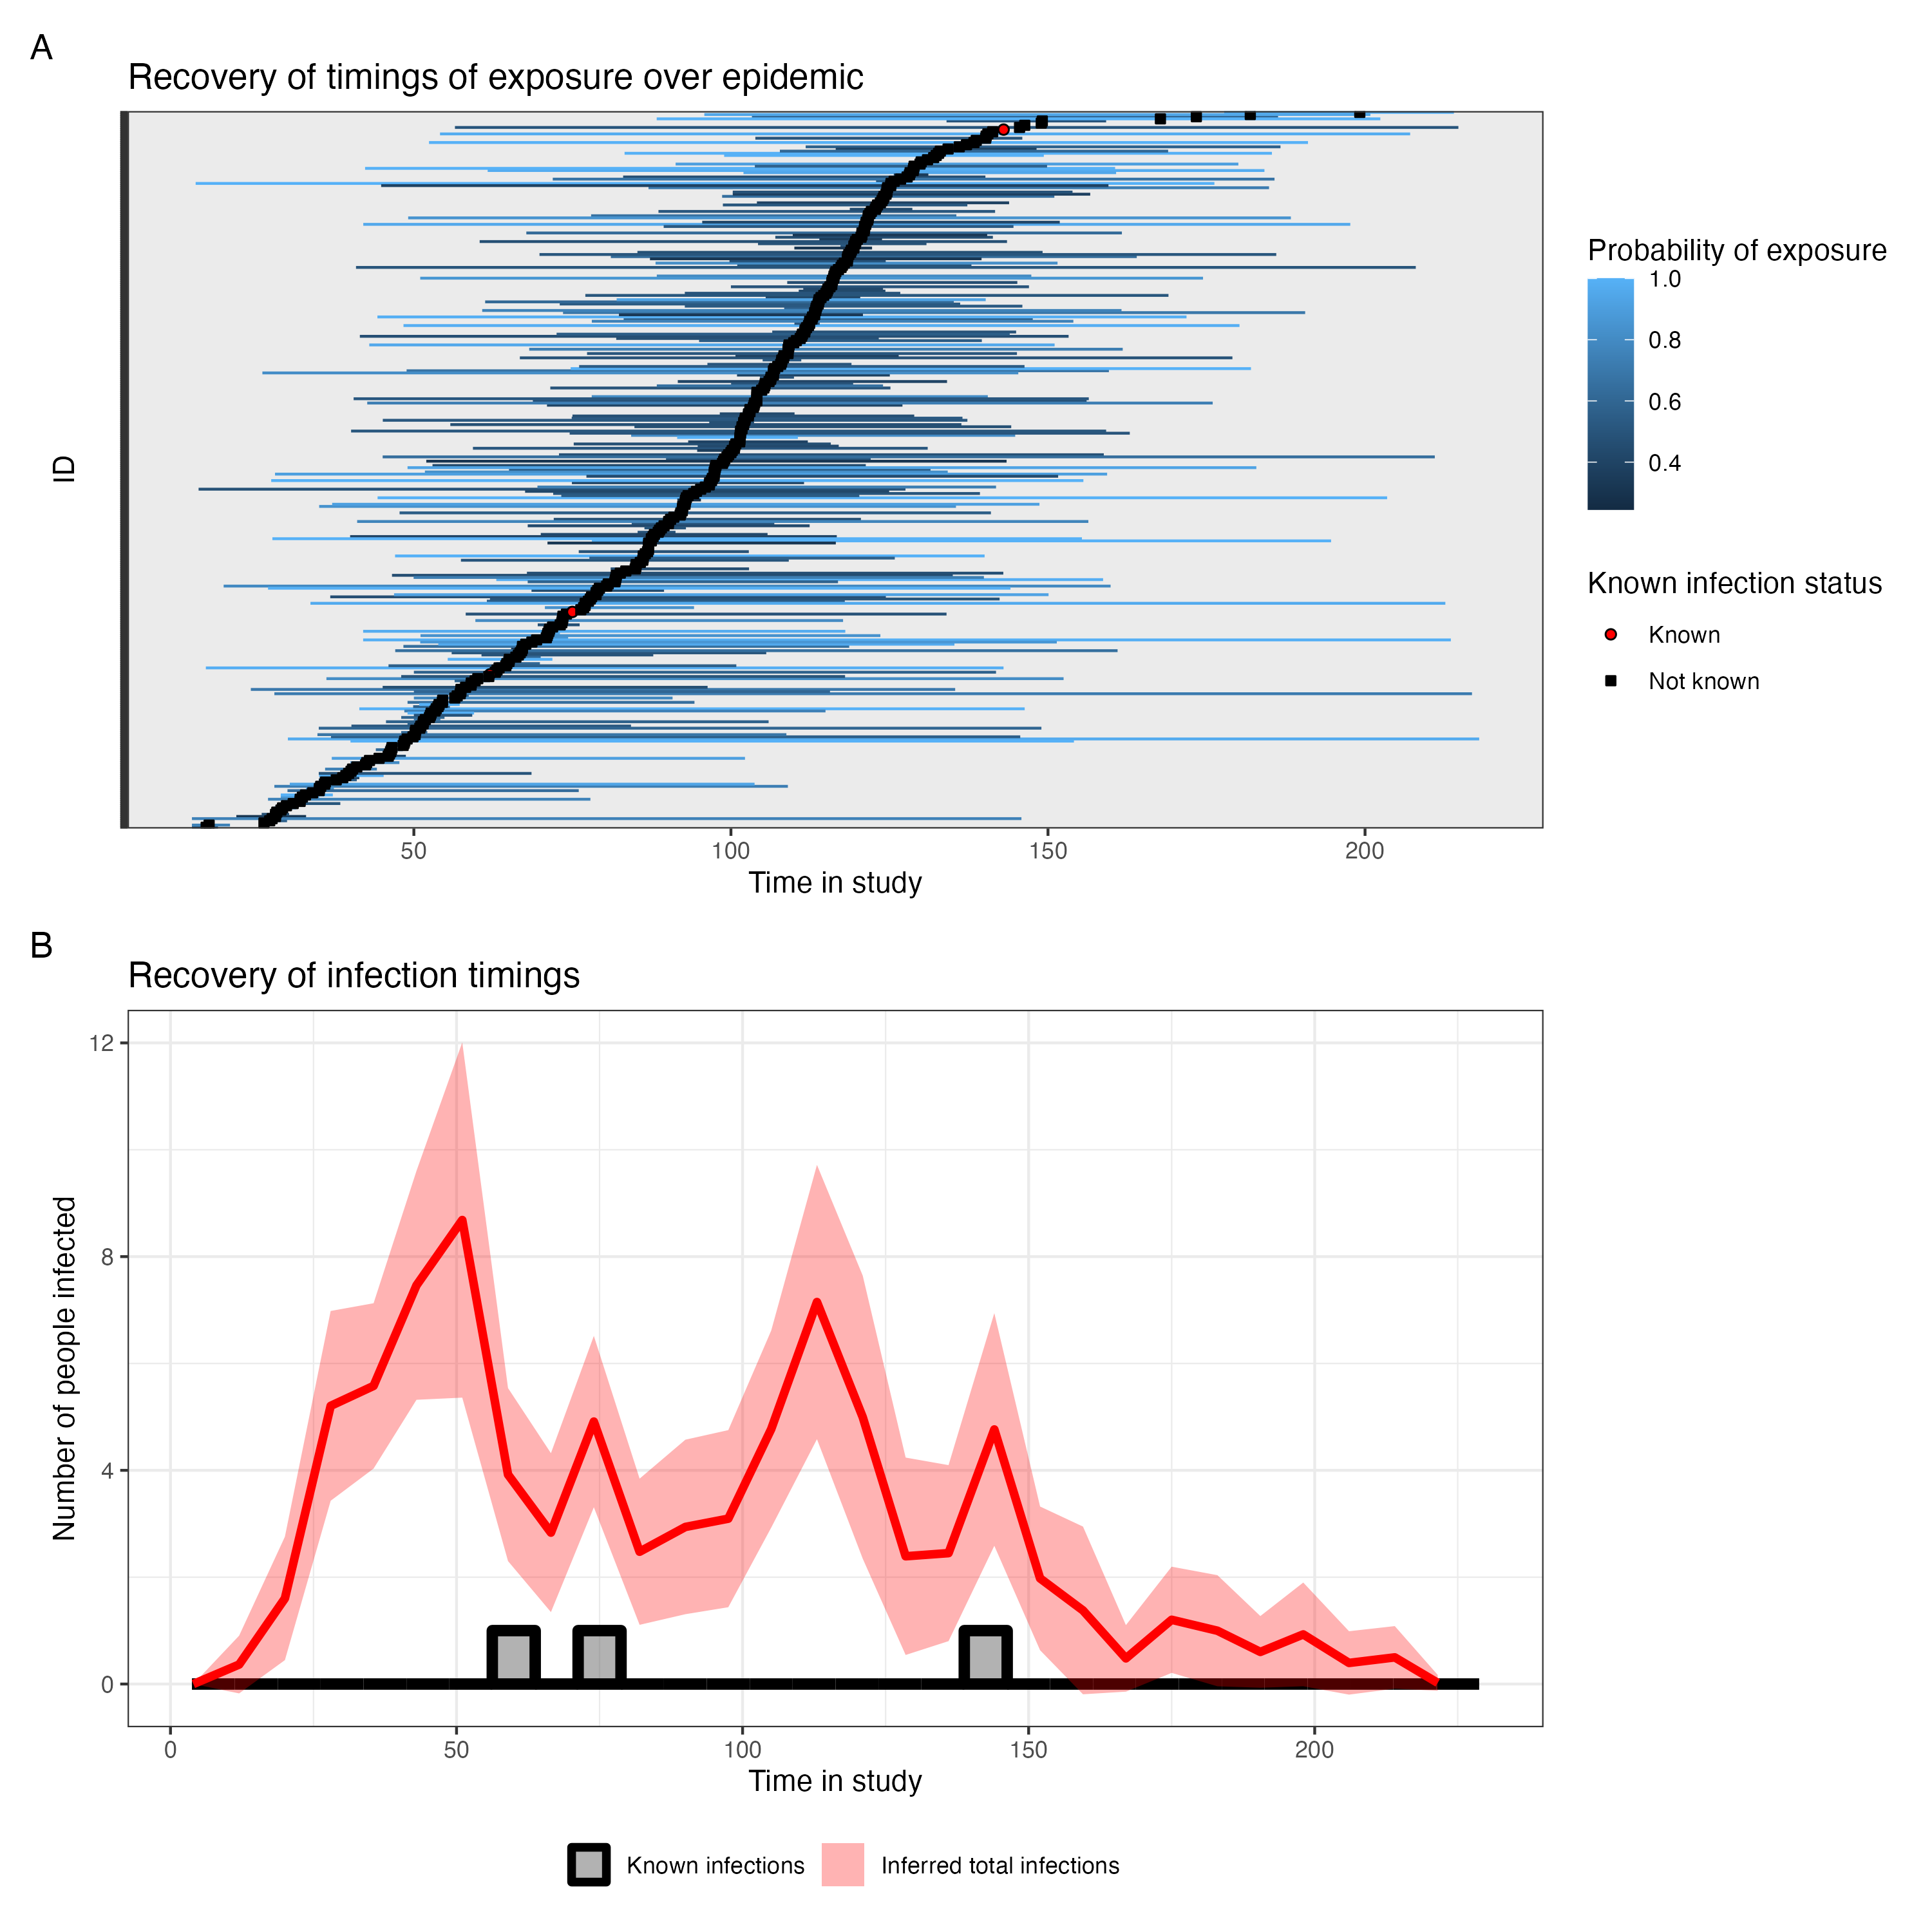 A
Recovery of timings of exposure over epidemic
ID
50 100 150 200
Time in study
Probability of exposure
1.0
0.8
0.6
0.4
Known infection status
Known
Not known
B
Recovery of infection timings
Number of people infected
12
8
4
0
0 50 100 150 200
Time in study
Known infections Inferred total infections